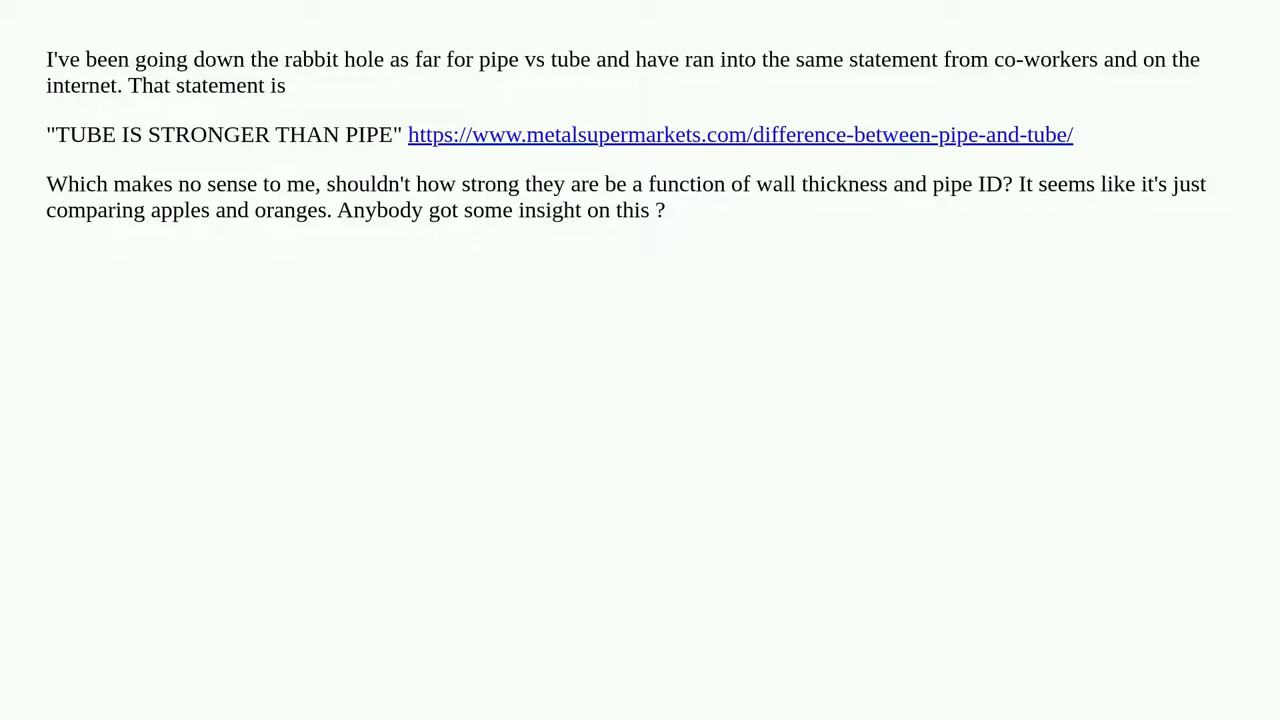 I've been going down the rabbit hole as far for pipe vs tube and have ran into the same statement from co-workers and on the
internet. That statement is
"TUBE IS STRONGER THAN PIPE" https://www.metalsupermarkets.com/difference-between-pipe-and-tube/
Which makes no sense to me, shouldn't how strong they are be a function of wall thickness and pipe ID? It seems like it's just
comparing apples and oranges. Anybody got some insight on this ?